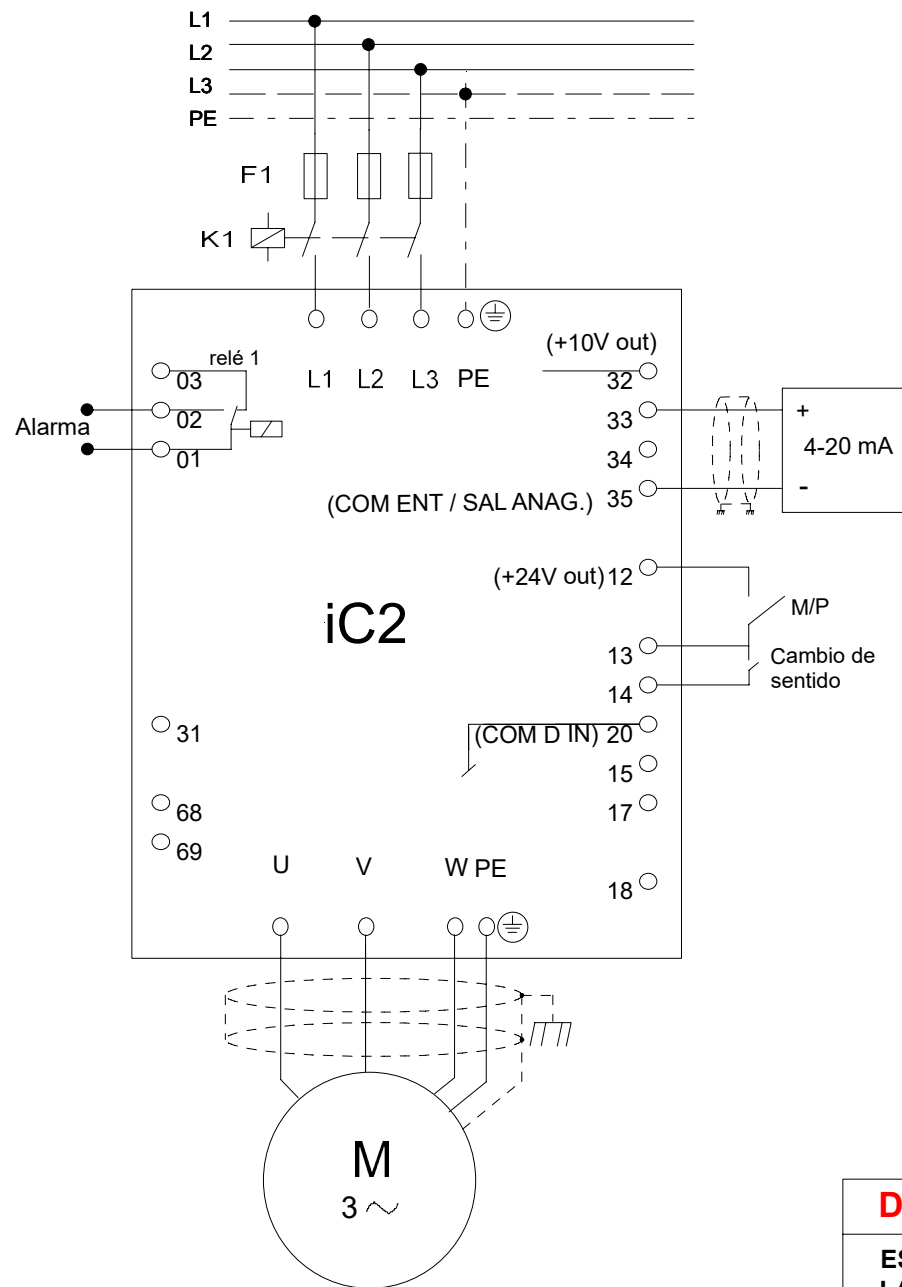 L1
L2
L3
PE
F1
K1
relé 1
03
02
01
Alarma
L1 L2 L3 PE
(+10V out)
32
33
34
(COM ENT / SAL ANAG.) 35
+
4-20 mA
-
(+24V out) 12
M/P
13
Cambio de
sentido
14
iC2
31
(COM D IN) 20
15
17
68
69
18
U V W PE
M
3 ~
D
ES